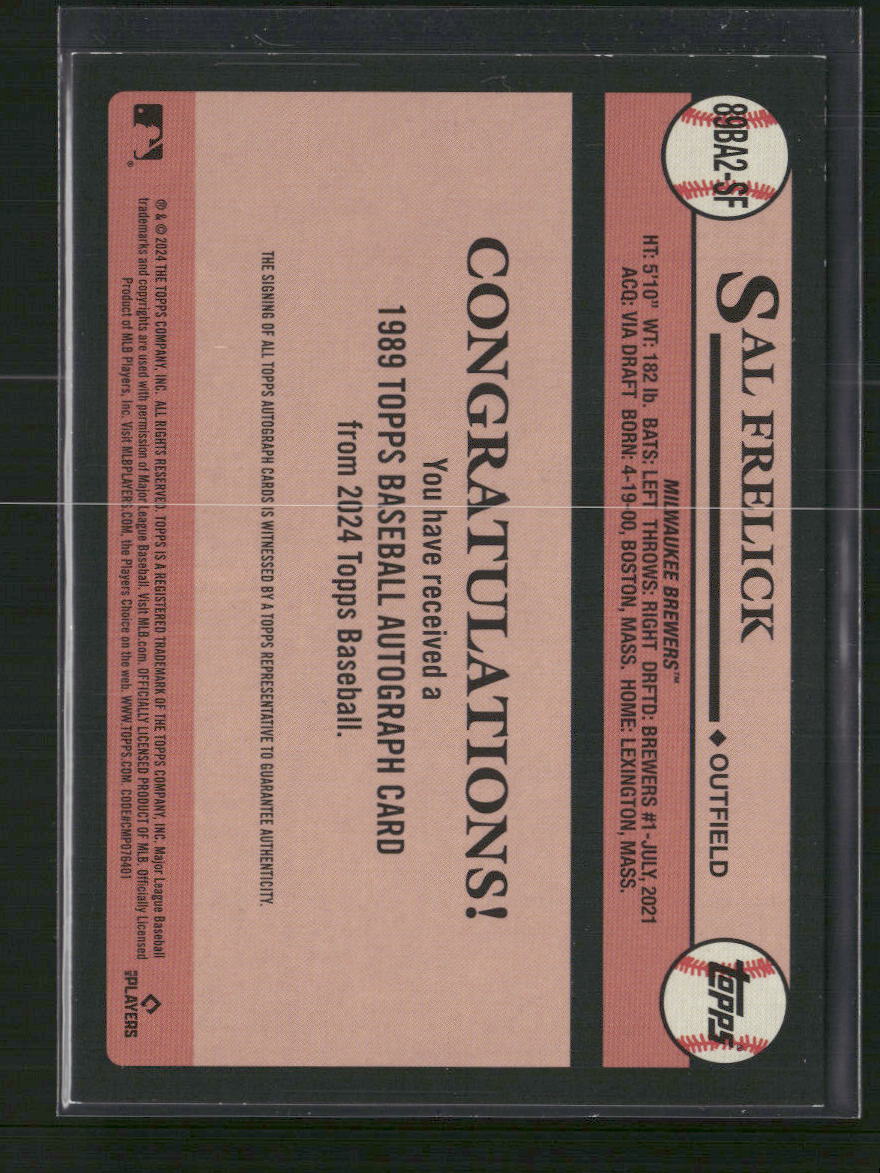 89BA2-SF
SAL FRELICK
◆ OUTFIELD
topps®
MILWAUKEE BREWERS™
HT: 5'10" WT: 182 lb. BATS: LEFT THROWS: RIGHT DRFTD: BREWERS #1-JULY, 2021
ACQ: VIA DRAFT BORN: 4-19-00, BOSTON, MASS. HOME: LEXINGTON, MASS.
CONGRATULATIONS!
You have received a
1989 TOPPS BASEBALL AUTOGRAPH CARD
from 2024 Topps Baseball.
THE SIGNING OF ALL TOPPS AUTOGRAPH CARDS IS WITNESSED BY A TOPPS REPRESENTATIVE TO GUARANTEE AUTHENTICITY.
® & © 2024 THE TOPPS COMPANY, INC. ALL RIGHTS RESERVED. TOPPS IS A REGISTERED TRADEMARK OF THE TOPPS COMPANY, INC. Major League Baseball
trademarks and copyrights are used with permission of Major League Baseball. Visit MLB.com. OFFICIALLY LICENSED PRODUCT OF MLB. Officially Licensed
Product of MLB Players, Inc. Visit MLBPLAYERS.COM, the Players Choice on the web. WWW.TOPPS.COM. CODE#CMP076401
MLB PLAYERS